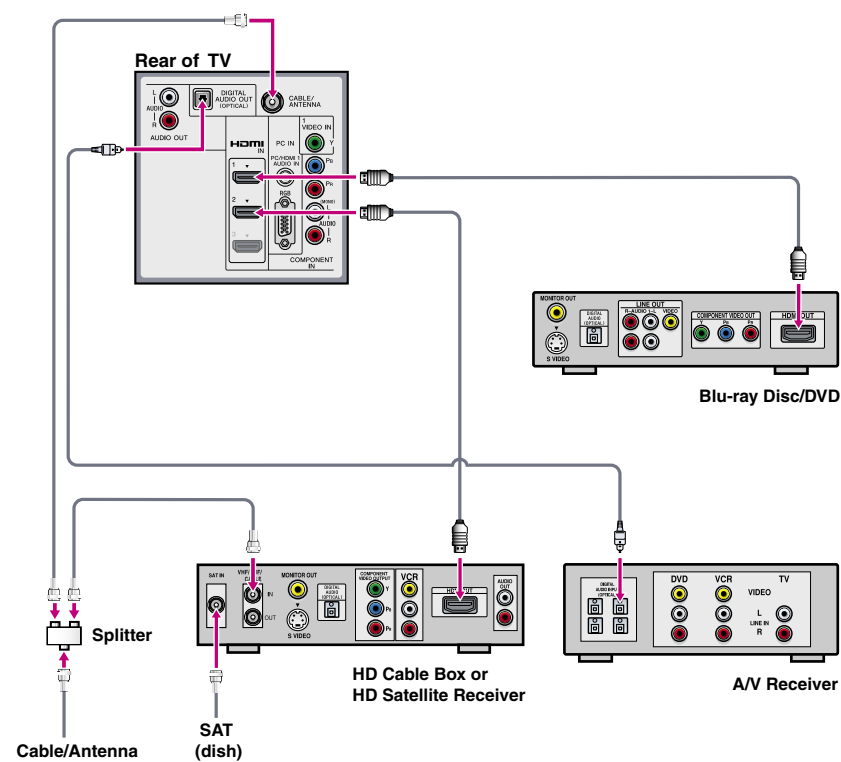 Rear of TV
L
AUDIO
R
AUDIO OUT
DIGITAL
AUDIO OUT
(OPTICAL)
CABLE/
ANTENNA
HDMI
IN
PC IN
1
VIDEO IN
Y
PC/HDMI 1
AUDIO IN
PB
1
PR
RGB
2
(MONO)
L
AUDIO
R
3
COMPONENT
IN
MONITOR OUT
S VIDEO
DIGITAL
AUDIO
(OPTICAL)
LINE OUT
R-AUDIO-L
VIDEO
COMPONENT VIDEO OUT
Y
PB
PR
HDMI OUT
Blu-ray Disc/DVD
SAT IN
VHF/UHF/
CABLE
IN
OUT
MONITOR OUT
S VIDEO
DIGITAL
AUDIO
(OPTICAL)
COMPONENT
VIDEO OUTPUT
Y
PB
PR
VCR
HD OUT
AUDIO
OUT
DIGITAL
AUDIO INPUT
(OPTICAL)
DVD
VCR
TV
VIDEO
L
LINE IN
R
Splitter
HD Cable Box or
HD Satellite Receiver
A/V Receiver
SAT
(dish)
Cable/Antenna